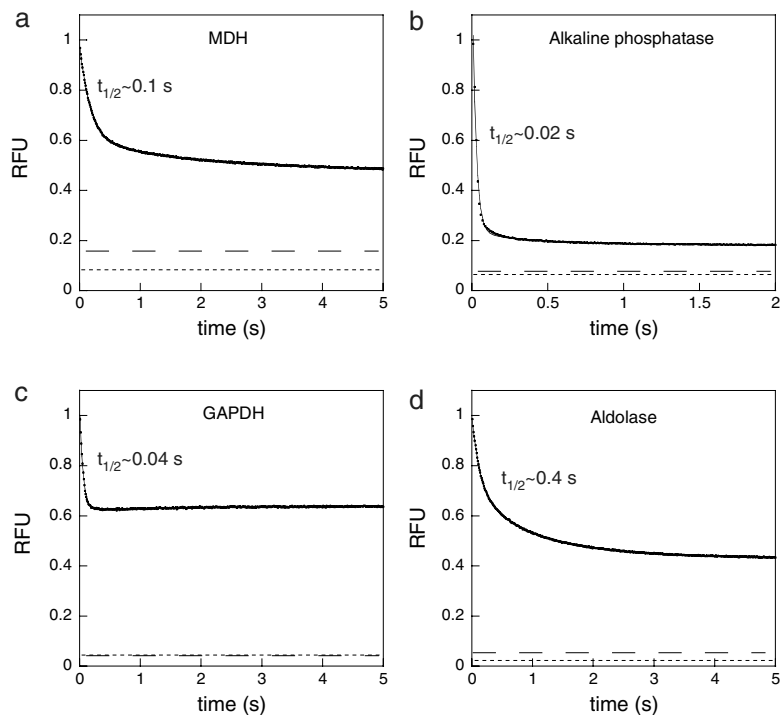 a
MDH
t1/2~0.1 s
RFU
1
0.8
0.6
0.4
0.2
0
0 1 2 3 4 5
time (s)
b
Alkaline phosphatase
t1/2~0.02 s
RFU
1
0.8
0.6
0.4
0.2
0
0 0.5 1 1.5 2
time (s)
c
GAPDH
t1/2~0.04 s
RFU
1
0.8
0.6
0.4
0.2
0
0 1 2 3 4 5
time (s)
d
Aldolase
t1/2~0.4 s
RFU
1
0.8
0.6
0.4
0.2
0
0 1 2 3 4 5
time (s)